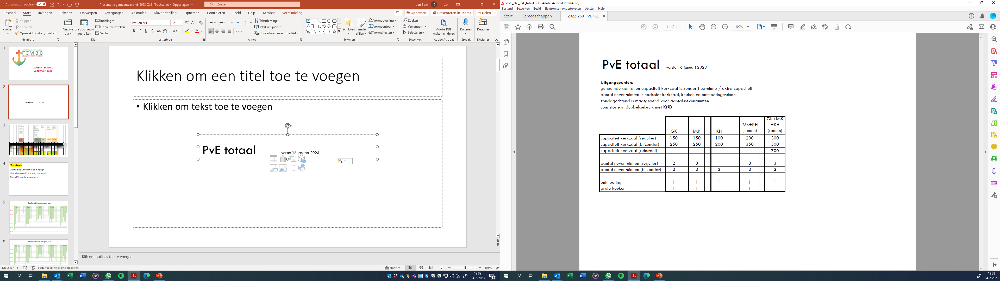 Automatisch opslaan
Presentatie gemeenteavond 2023 02 21 Trechteren • Opgeslagen
Zoeken
Jan Boer
JB
Bestand Start Invoegen Tekenen Ontwerpen Overgangen Animaties Diavoorstelling Opnemen Controleren Beeld Help Acrobat Vormindeling
Opnemen
Presenteren in Teams
Delen
Plakken
Knippen
Kopiëren
Opmaak kopiëren/plakken
Klembord
Nieuwe dia
Dia's opnieuw gebruiken
Indeling
Opnieuw instellen
Sectie
Dia's
Tw Cen MT
12
Lettertype
Tekstrichting
Tekst uitlijnen
Converteren naar SmartArt
Alinea
Schikken
Snelle stijlen
Vormopvulling
Vormcontour
Vormeffecten
Tekenen
Zoeken
Vervangen
Selecteren
Bewerken
Adobe PDF maken en delen
Adobe Acrobat
Dicteren
Spraak
Designer
Designer
1
PGM 3.0
GEMEENTEAVOND
21 februari 2023
2
PvE totaal
3
4
Trechteren
Uitbreiding Koningshof onmogelijk
Nieuwbouw (zelf of huren) onmogelijk
Financiële randvoorwaarden
5
Exploitatiekosten per jaar
6
Exploitatiekosten per jaar
Klikken om een titel toe te voegen
• Klikken om tekst toe te voegen
PvE totaal versie 16 januari 2023
(Ctrl)
Klik om notities toe te voegen
Dia 2 van 15
Toegankelijkheid: onderzoeken
Notities
108%
12:32
14-2-2023
33
2022_269_PVE_totaal.pdf - Adobe Acrobat Pro (64-bit)
Bestand Bewerken Beeld Elektronisch ondertekenen Venster Help
Start Gereedschappen 2022_269_PVE_tot... ×
1 / 1
100%
PvE totaal versie 16 januari 2023
Uitgangspunten:
genoemde aantallen capaciteit kerkzaal is zonder flexruimte / extra capaciteit
aantal nevenruimten is exclusief kerkzaal, keuken en ontmoetingsruimte
zondagochtend is maatgevend voor aantal nevenruimten
consistorie in dubbelgebruik met KND
GK IMK KH IMK+KH (samen) GK+IMK +KH (samen)
capaciteit kerkzaal (regulier) 150 150 100 200 300
capaciteit kerkzaal (bijzonder) 250 250 200 350 500
capaciteit kerkzaal (cultureel) 700
aantal nevenruimten (regulier) 2 3 1 3 3
aantal nevenruimten (bijzonder) 2 3 2 3 3
ontmoeting 1 1 1 1 1
grote keuken 1 1 1 1 1
12:32
14-2-2023